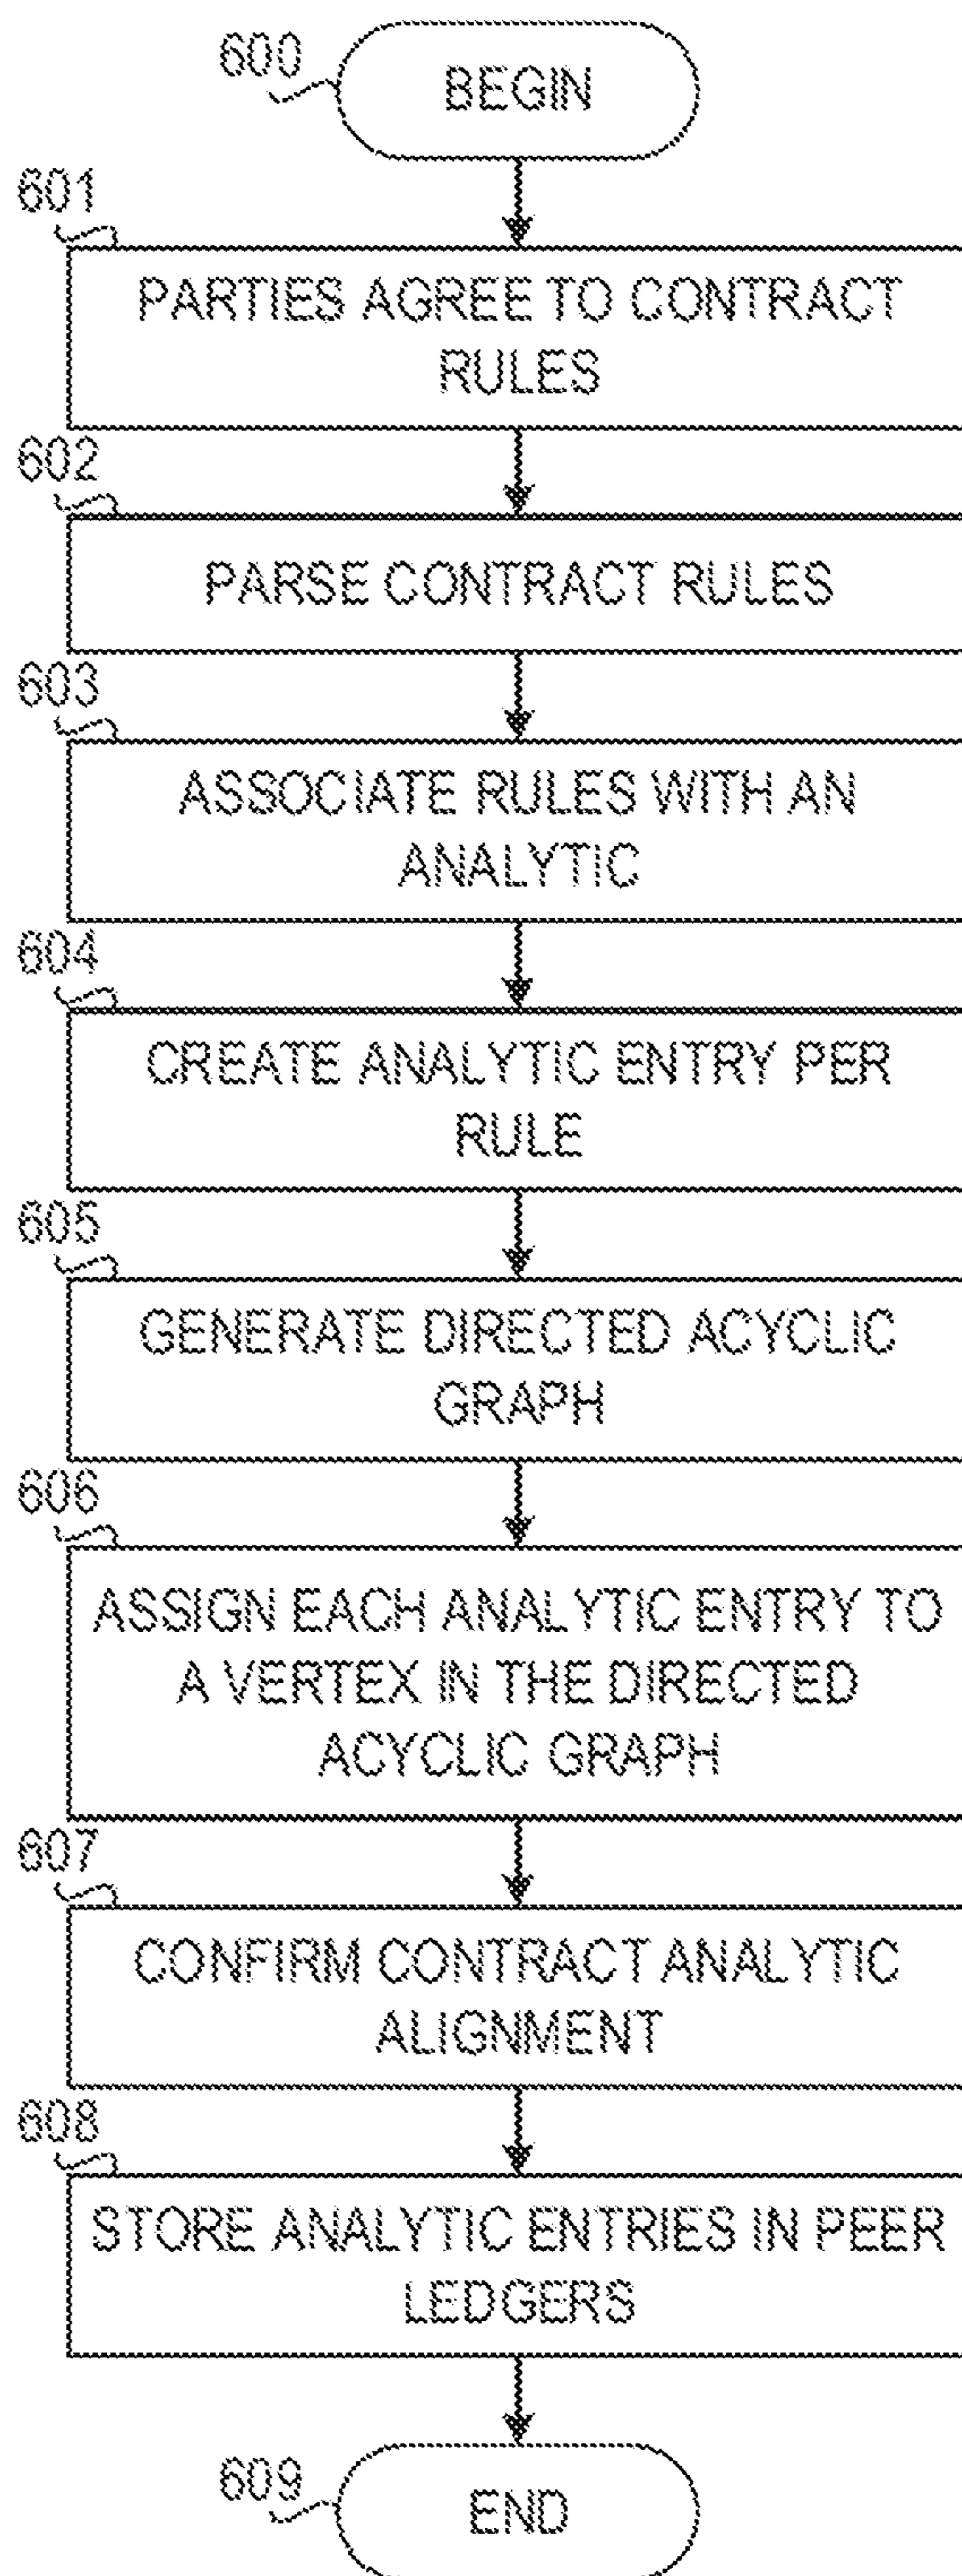 600
BEGIN
601
PARTIES AGREE TO CONTRACT
RULES
602
PARSE CONTRACT RULES
603
ASSOCIATE RULES WITH AN
ANALYTIC
604
CREATE ANALYTIC ENTRY PER
RULE
605
GENERATE DIRECTED ACYCLIC
GRAPH
606
ASSIGN EACH ANALYTIC ENTRY TO
A VERTEX IN THE DIRECTED
ACYCLIC GRAPH
607
CONFIRM CONTRACT ANALYTIC
ALIGNMENT
608
STORE ANALYTIC ENTRIES IN PEER
LEDGERS
609
END